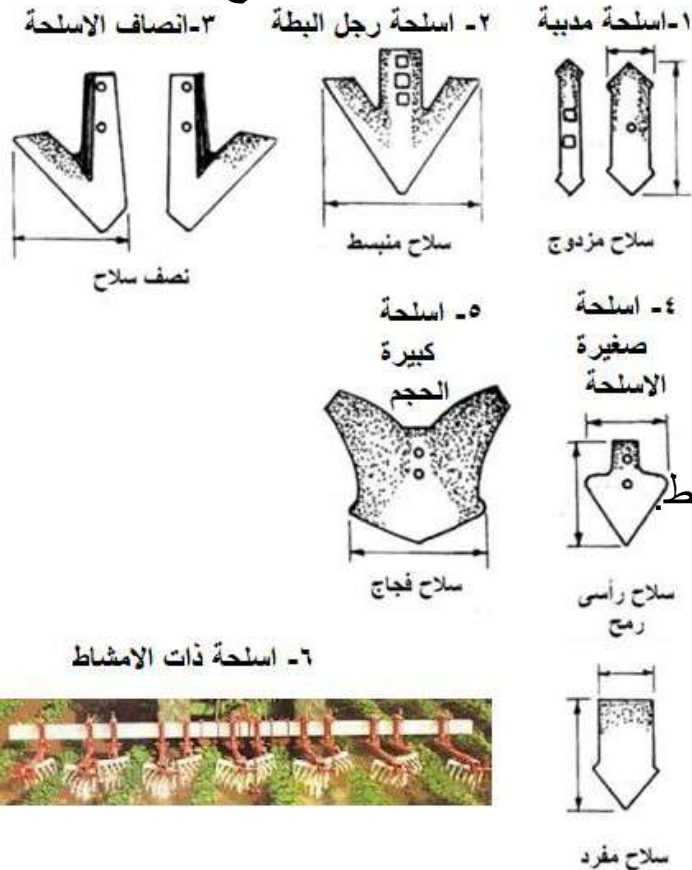 ١- اسلحة مدببة
٢- اسلحة رجل البطة
٣- انصاف الاسلحة
سلاح مزدوج
سلاح منبسط
نصف سلاح
٤- اسلحة
صغيرة
الاسلحة
٥- اسلحة
كبيرة
الحجم
ط.
سلاح رأسى
رمح
سلاح فجاج
٦- اسلحة ذات الامشاط
سلاح مفرد